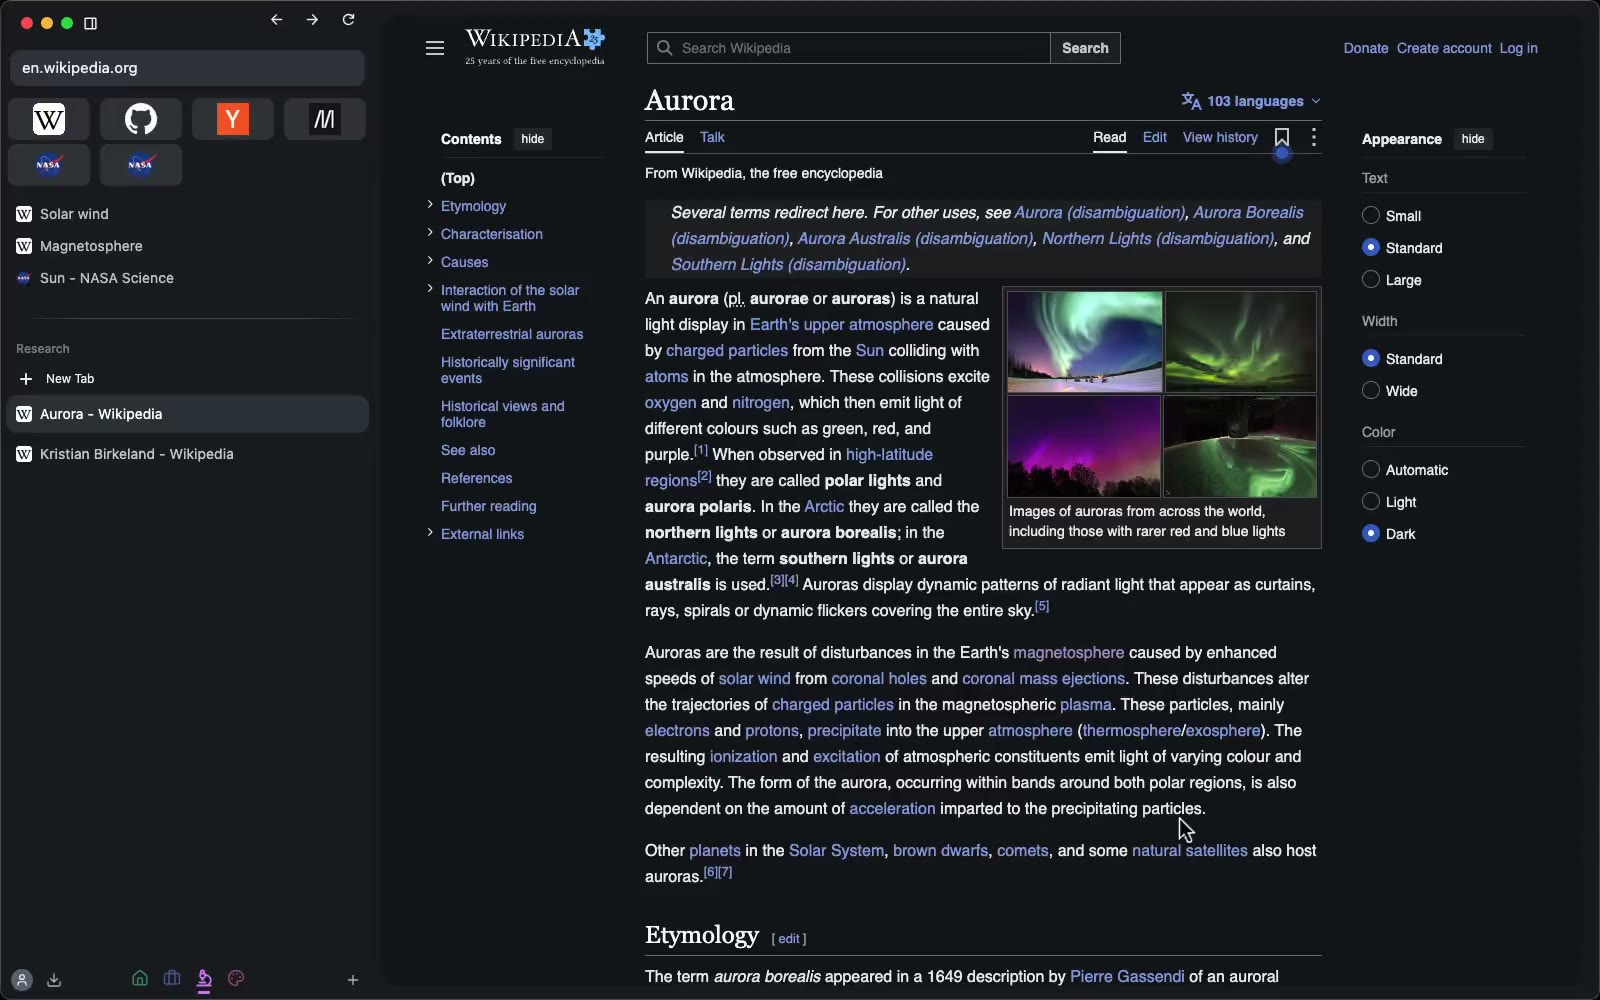 en.wikipedia.org
W
Y
M
NASA
NASA
W Solar wind
W Magnetosphere
Sun - NASA Science
Research
New Tab
W Aurora - Wikipedia
W Kristian Birkeland - Wikipedia
WIKIPEDIA 25
25 years of the free encyclopedia
Search Wikipedia
Search
Donate Create account Log in
Contents hide
(Top)
Etymology
Characterisation
Causes
Interaction of the solar
wind with Earth
Extraterrestrial auroras
Historically significant
events
Historical views and
folklore
See also
References
Further reading
External links
Aurora
103 languages
Article Talk
Read Edit View history
From Wikipedia, the free encyclopedia
Several terms redirect here. For other uses, see Aurora (disambiguation), Aurora Borealis
(disambiguation), Aurora Australis (disambiguation), Northern Lights (disambiguation), and
Southern Lights (disambiguation).
An aurora (pl. aurorae or auroras) is a natural
light display in Earth's upper atmosphere caused
by charged particles from the Sun colliding with
atoms in the atmosphere. These collisions excite
oxygen and nitrogen, which then emit light of
different colours such as green, red, and
purple.[1] When observed in high-latitude
regions[2] they are called polar lights and
aurora polaris. In the Arctic they are called the
northern lights or aurora borealis; in the
Antarctic, the term southern lights or aurora
australis is used.[3][4] Auroras display dynamic patterns of radiant light that appear as curtains,
rays, spirals or dynamic flickers covering the entire sky.[5]
Images of auroras from across the world,
including those with rarer red and blue lights
Auroras are the result of disturbances in the Earth's magnetosphere caused by enhanced
speeds of solar wind from coronal holes and coronal mass ejections. These disturbances alter
the trajectories of charged particles in the magnetospheric plasma. These particles, mainly
electrons and protons, precipitate into the upper atmosphere (thermosphere/exosphere). The
resulting ionization and excitation of atmospheric constituents emit light of varying colour and
complexity. The form of the aurora, occurring within bands around both polar regions, is also
dependent on the amount of acceleration imparted to the precipitating particles.
Other planets in the Solar System, brown dwarfs, comets, and some natural satellites also host
auroras.[6][7]
Etymology [ edit ]
The term aurora borealis appeared in a 1649 description by Pierre Gassendi of an auroral
Appearance hide
Text
Small
Standard
Large
Width
Standard
Wide
Color
Automatic
Light
Dark